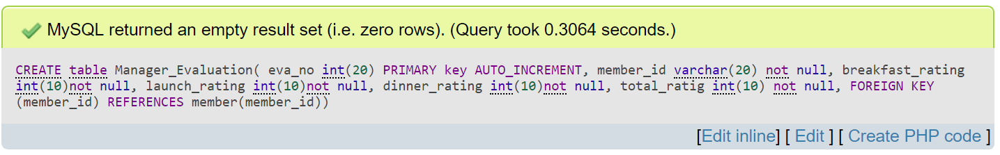 MySQL returned an empty result set (i.e. zero rows). (Query took 0.3064 seconds.)
CREATE table Manager_Evaluation( eva_no int(20) PRIMARY key AUTO_INCREMENT, member_id varchar(20) not null, breakfast_rating
int(10)not null, launch_rating int(10)not null, dinner_rating int(10)not null, total_ratig int(10) not null, FOREIGN KEY
(member_id) REFERENCES member(member_id))
[Edit inline] [ Edit ] [ Create PHP code ]